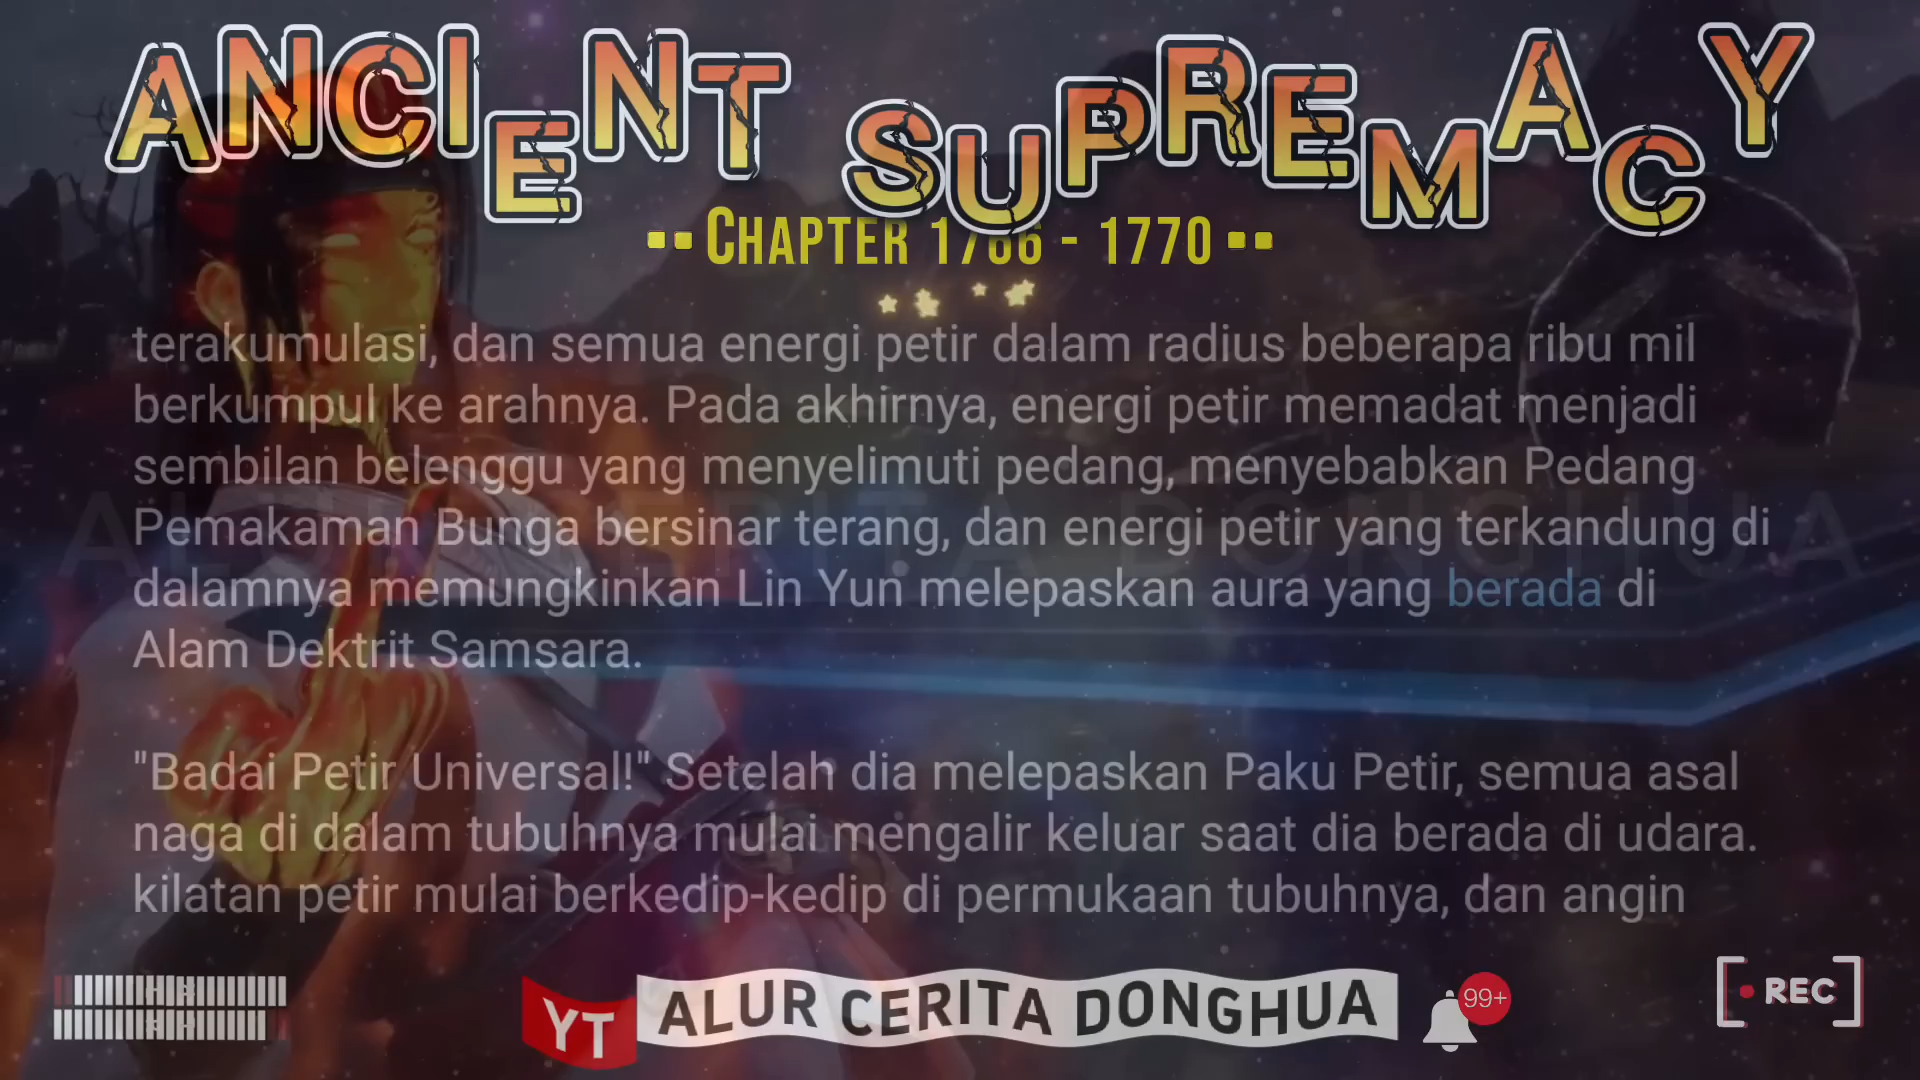 ANCIENT SUPREMACY
CHAPTER 1766 - 1770
terakumulasi, dan semua energi petir dalam radius beberapa ribu mil
berkumpul ke arahnya. Pada akhirnya, energi petir memadat menjadi
sembilan belenggu yang menyelimuti pedang, menyebabkan Pedang
Pemakaman Bunga bersinar terang, dan energi petir yang terkandung di
dalamnya memungkinkan Lin Yun melepaskan aura yang berada di
Alam Dektrit Samsara.
"Badai Petir Universal!" Setelah dia melepaskan Paku Petir, semua asal
naga di dalam tubuhnya mulai mengalir keluar saat dia berada di udara.
kilatan petir mulai berkedip-kedip di permukaan tubuhnya, dan angin
ALUR CERITA DONGHUA
YT ALUR CERITA DONGHUA
99+
REC